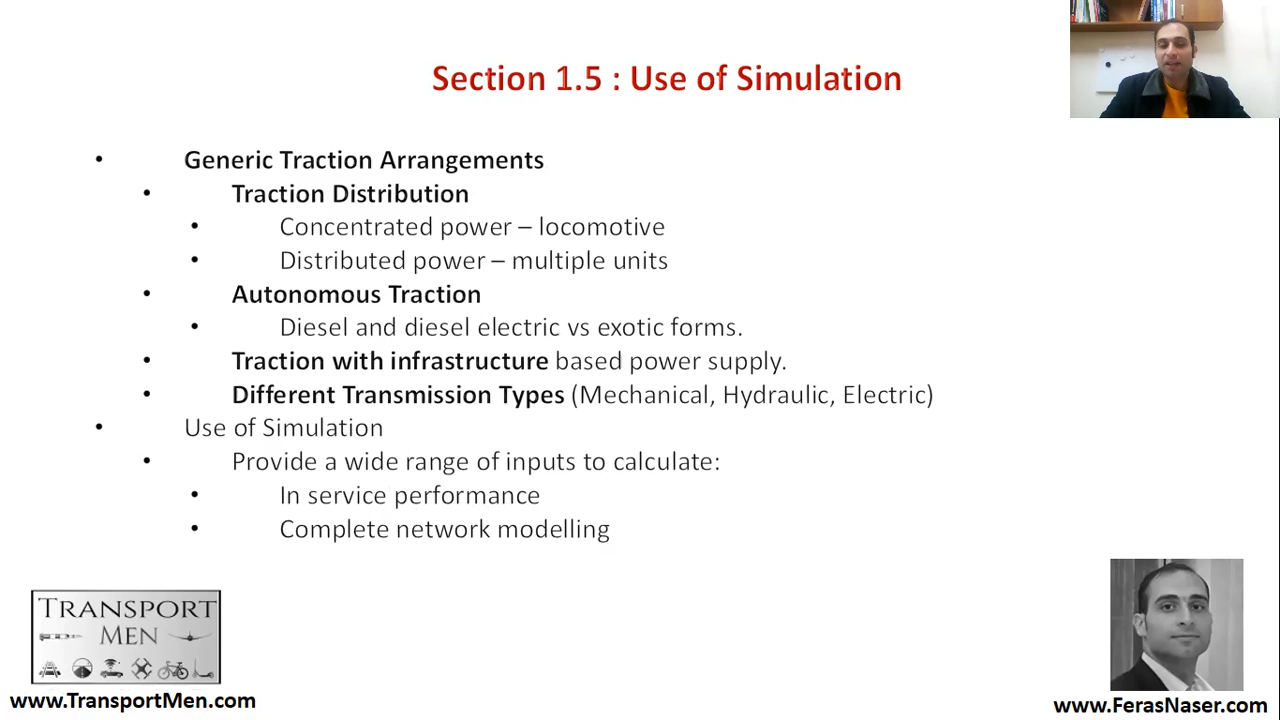 Section 1.5 : Use of Simulation
• Generic Traction Arrangements
• Traction Distribution
• Concentrated power – locomotive
• Distributed power – multiple units
• Autonomous Traction
• Diesel and diesel electric vs exotic forms.
• Traction with infrastructure based power supply.
• Different Transmission Types (Mechanical, Hydraulic, Electric)
• Use of Simulation
• Provide a wide range of inputs to calculate:
• In service performance
• Complete network modelling
TRANSPORT
MEN
www.TransportMen.com
www.FerasNaser.com